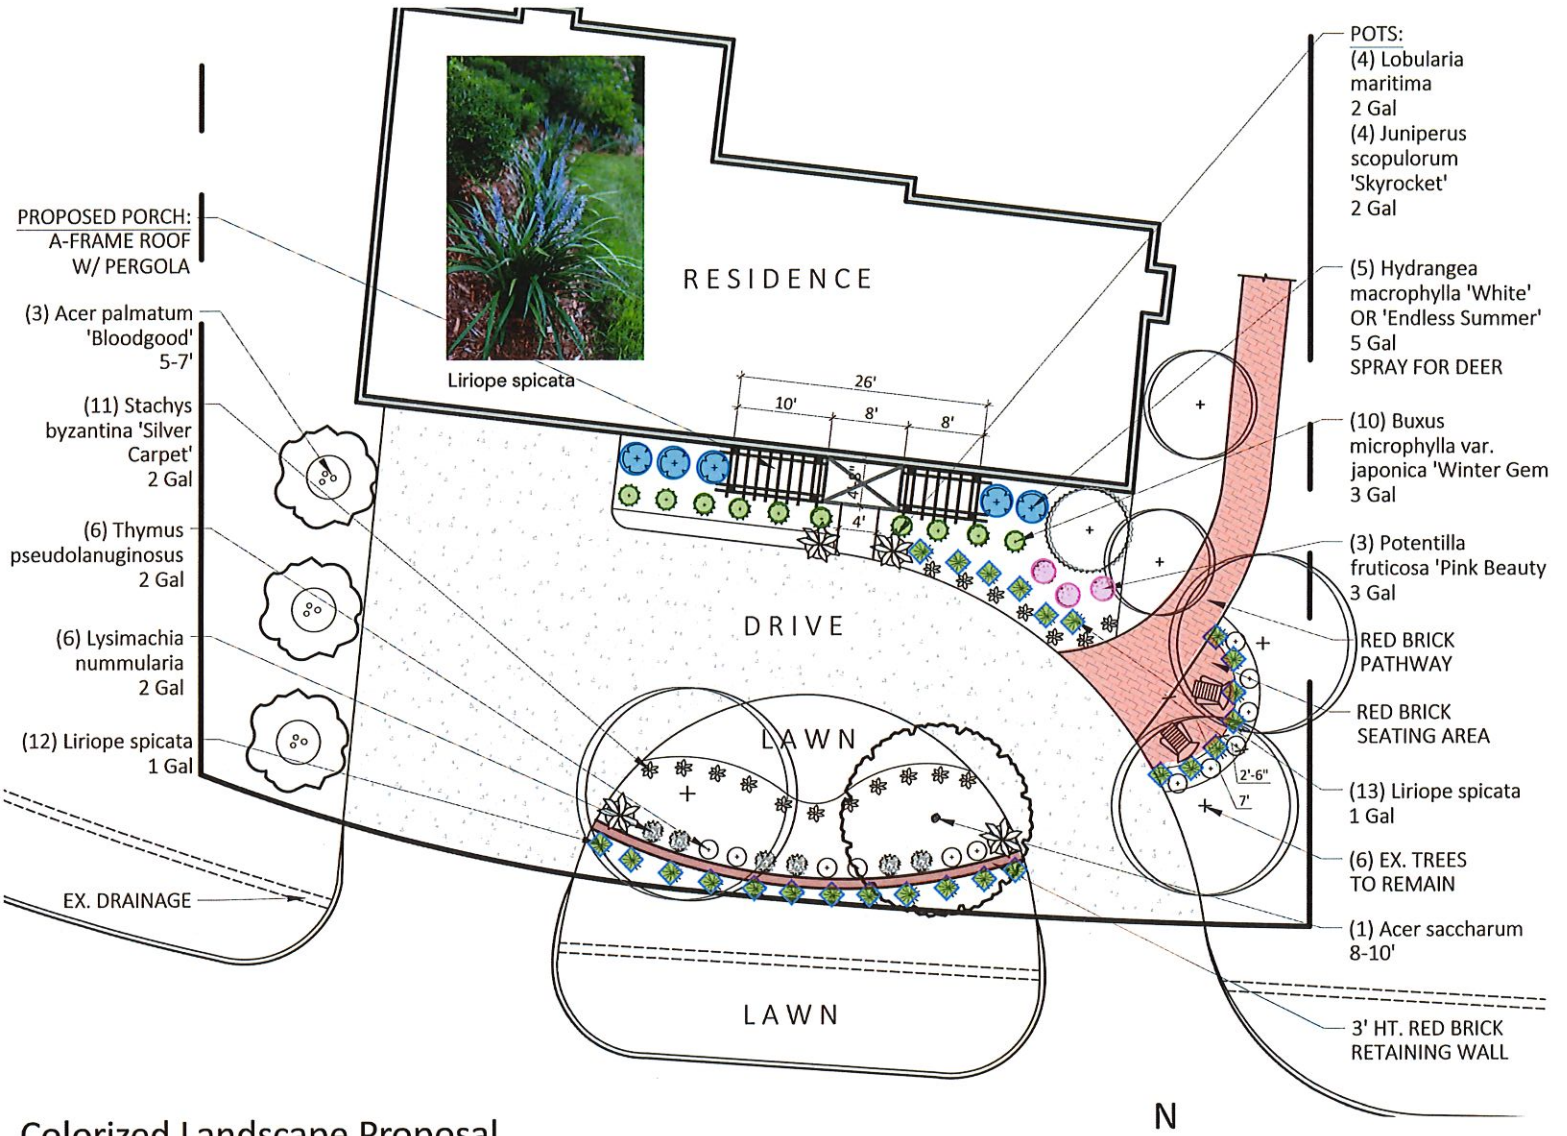 PROPOSED PORCH:
A-FRAME ROOF
W/ PERGOLA
(3) Acer palmatum
'Bloodgood'
5-7'
(11) Stachys
byzantina 'Silver
Carpet'
2 Gal
(6) Thymus
pseudolanuginosus
2 Gal
(6) Lysimachia
nummularia
2 Gal
(12) Liriope spicata
1 Gal
EX. DRAINAGE
RESIDENCE
Liriope spicata
26'
10'
8'
8'
4'
DRIVE
LAWN
LAWN
2'-6"
7'
POTS:
(4) Lobularia
maritima
2 Gal
(4) Juniperus
scopulorum
'Skyrocket'
2 Gal
(5) Hydrangea
macrophylla 'White'
OR 'Endless Summer'
5 Gal
SPRAY FOR DEER
(10) Buxus
microphylla var.
japonica 'Winter Gem
3 Gal
(3) Potentilla
fruticosa 'Pink Beauty
3 Gal
RED BRICK
PATHWAY
RED BRICK
SEATING AREA
(13) Liriope spicata
1 Gal
(6) EX. TREES
TO REMAIN
(1) Acer saccharum
8-10'
3' HT. RED BRICK
RETAINING WALL
N
Colorized Landscape Proposal